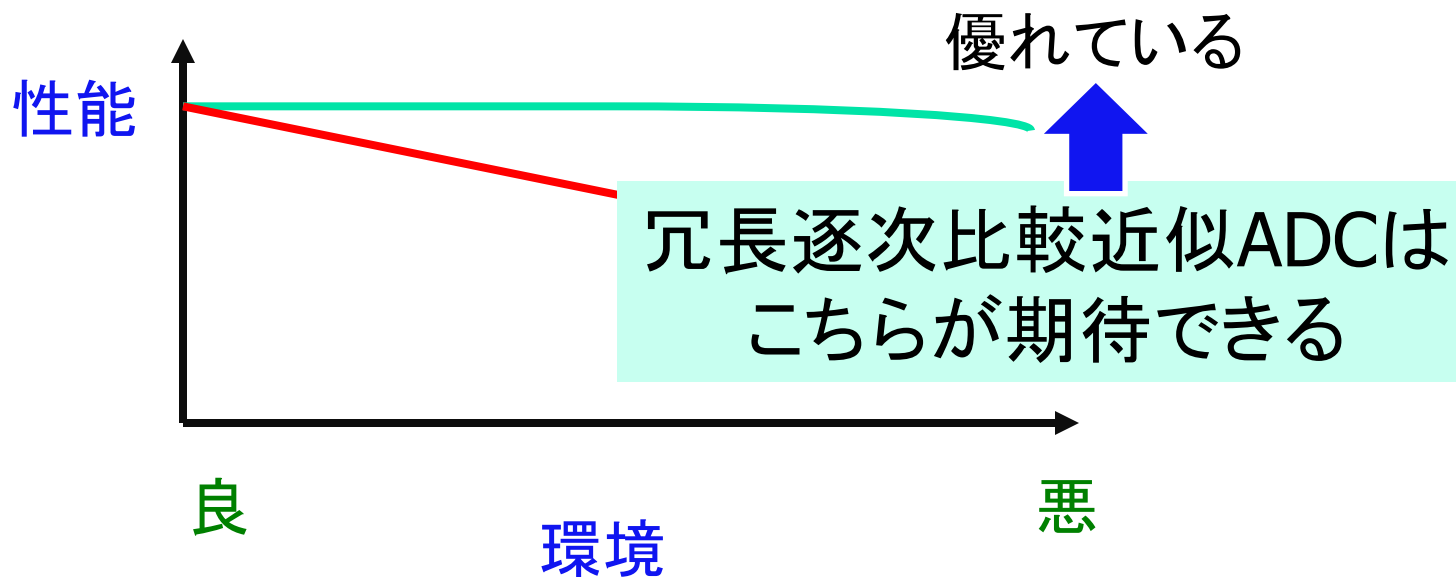 優れている
性能
冗長逐次比較近似ADCは
こちらが期待できる
良
悪
環境